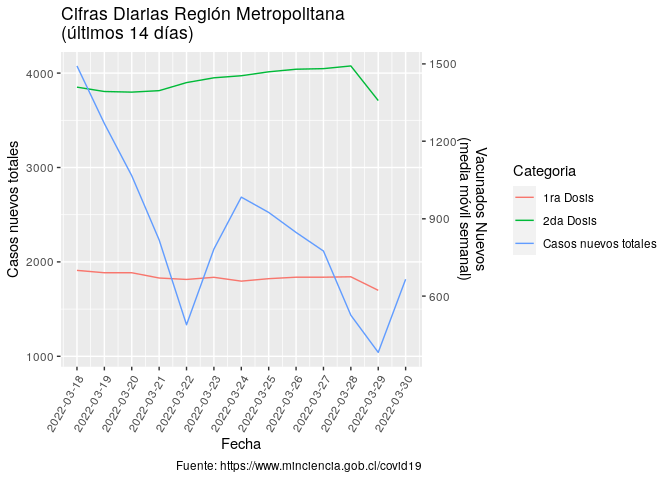 Cifras Diarias Región Metropolitana
(últimos 14 días)
4000
3000
2000
1000
Casos nuevos totales
1500
1200
900
600
Vacunados Nuevos
(media móvil semanal)
2022-03-18
2022-03-19
2022-03-20
2022-03-21
2022-03-22
2022-03-23
2022-03-24
2022-03-25
2022-03-26
2022-03-27
2022-03-28
2022-03-29
2022-03-30
Fecha
Categoria
1ra Dosis
2da Dosis
Casos nuevos totales
Fuente: https://www.minciencia.gob.cl/covid19